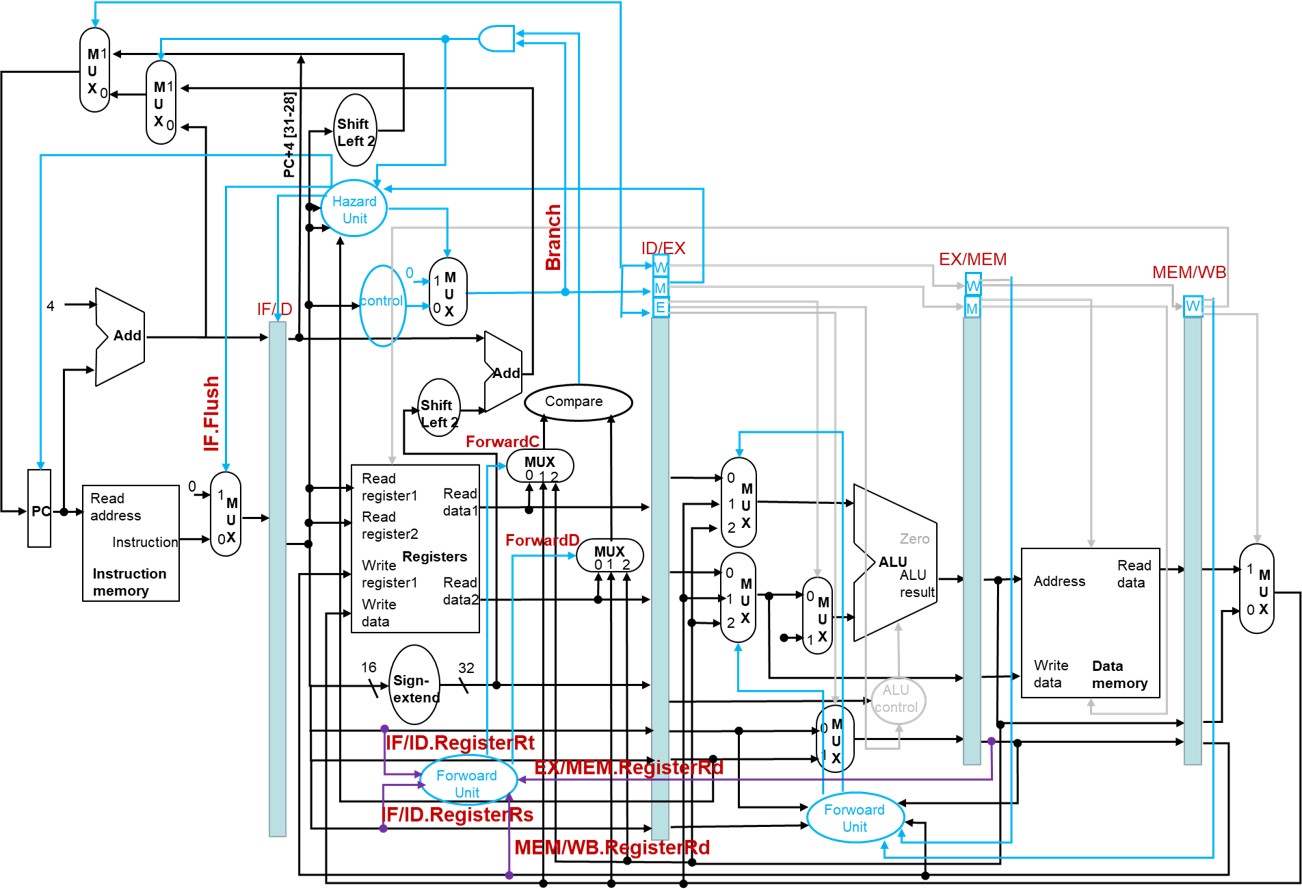 M1
U
X0
M1
U
X0
PC+4 [31-28]
Shift
Left 2
Hazard
Unit
Branch
ID/EX
W
M
E
EX/MEM
W
M
MEM/WB
W
0
1
0
M
U
X
control
4
Add
IF/ID
Add
Shift
Left 2
Compare
IF.Flush
ForwardC
MUX
0 1 2
PC
Read
address
Instruction
Instruction
memory
0
1
0
M
U
X
Read
register1
Read
register2
Write
register1
Write
data
Registers
Read
data1
Read
data2
ForwardD
MUX
0 1 2
0
1
2
M
U
X
0
1
2
M
U
X
0
1
M
U
X
Zero
ALU
ALU
result
Address
Read
data
Write
data
Data
memory
1
0
M
U
X
16
Sign-
extend
32
ALU
control
0
1
M
U
X
IF/ID.RegisterRt
Forwoard
Unit
EX/MEM.RegisterRd
IF/ID.RegisterRs
MEM/WB.RegisterRd
Forwoard
Unit